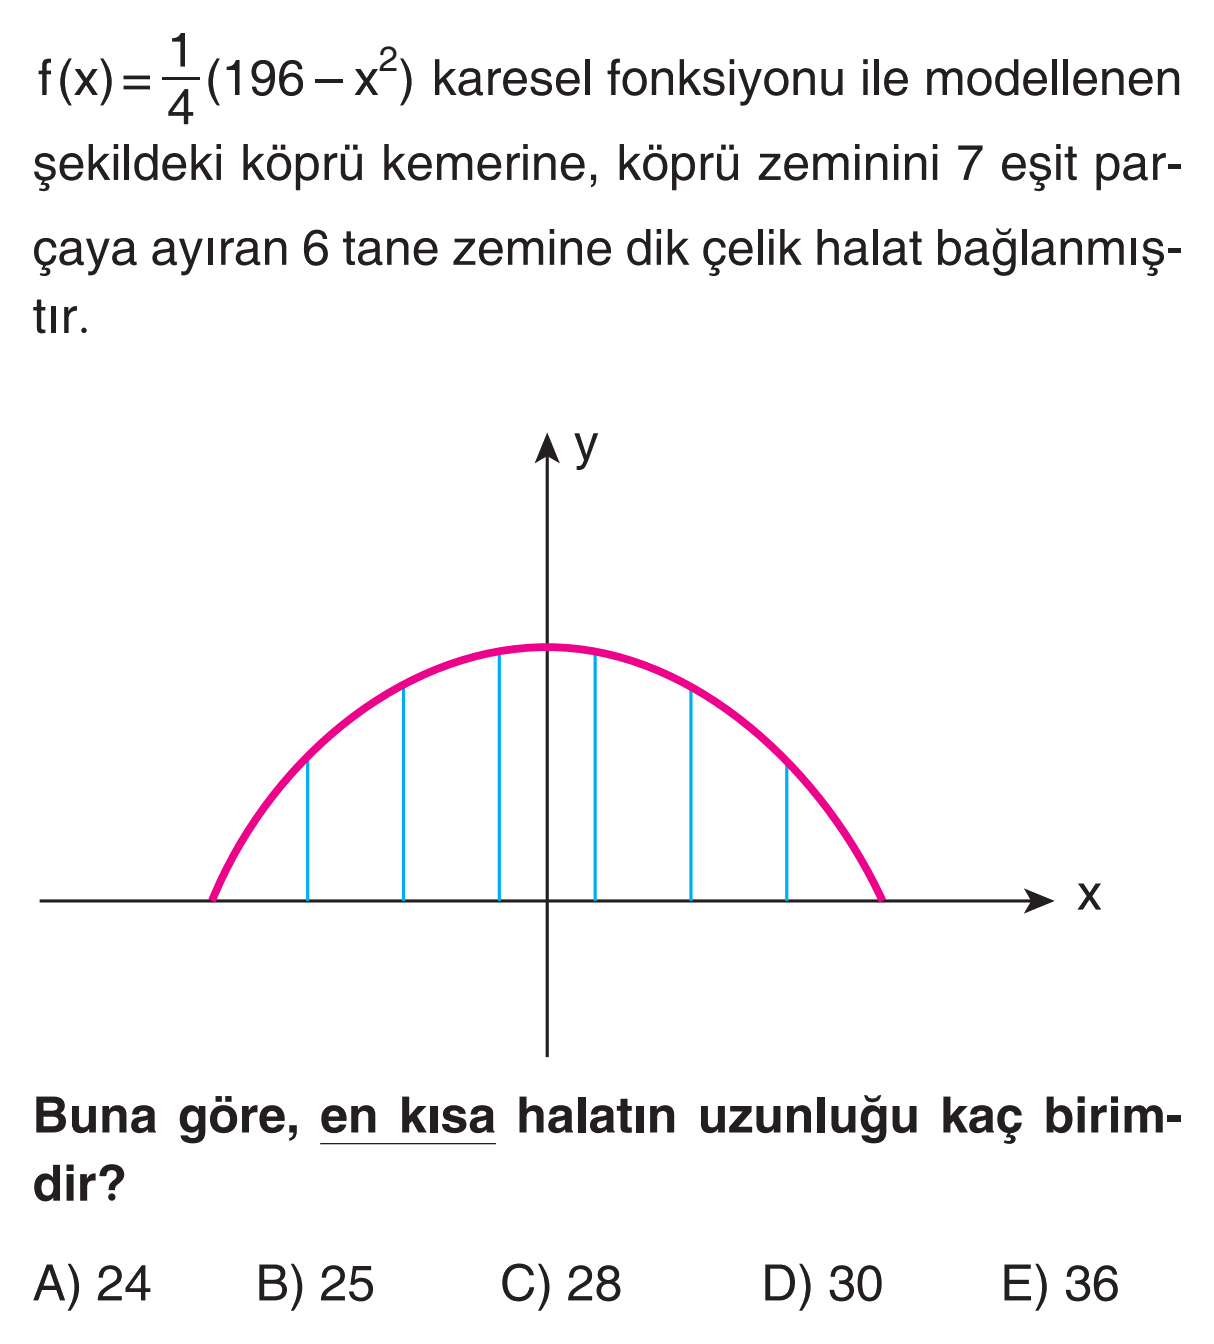 f(x) = 1/4 (196 – x²) karesel fonksiyonu ile modellenen
şekildeki köprü kemerine, köprü zeminini 7 eşit par-
çaya ayıran 6 tane zemine dik çelik halat bağlanmış-
tır.
y
x
Buna göre, en kısa halatın uzunluğu kaç birim-
dir?
A) 24 B) 25 C) 28 D) 30 E) 36